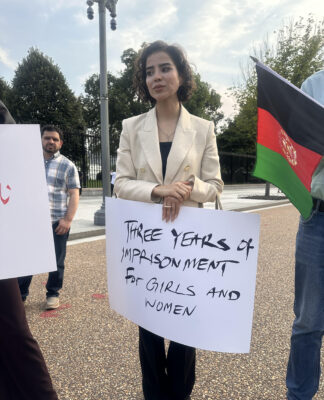 THREE YEARS OF
IMPRISONMENT
FOR GIRLS AND
WOMEN